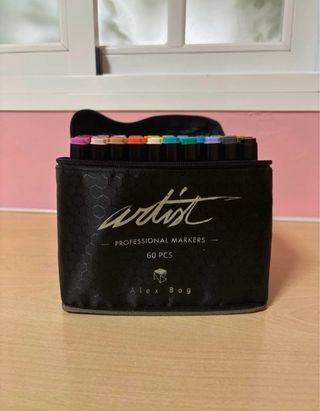 artist
PROFESSIONAL MARKERS
60 PCS
Alex Bog